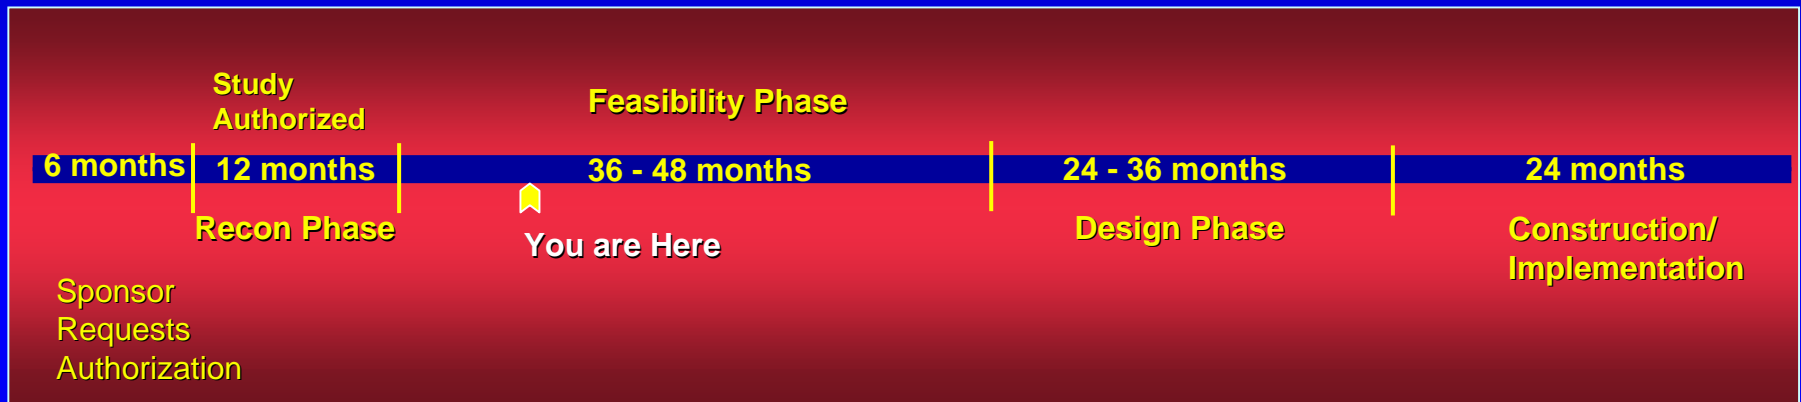 Study
Authorized
Feasibility Phase
6 months
12 months
36 - 48 months
24 - 36 months
24 months
Recon Phase
You are Here
Design Phase
Construction/
Implementation
Sponsor
Requests
Authorization